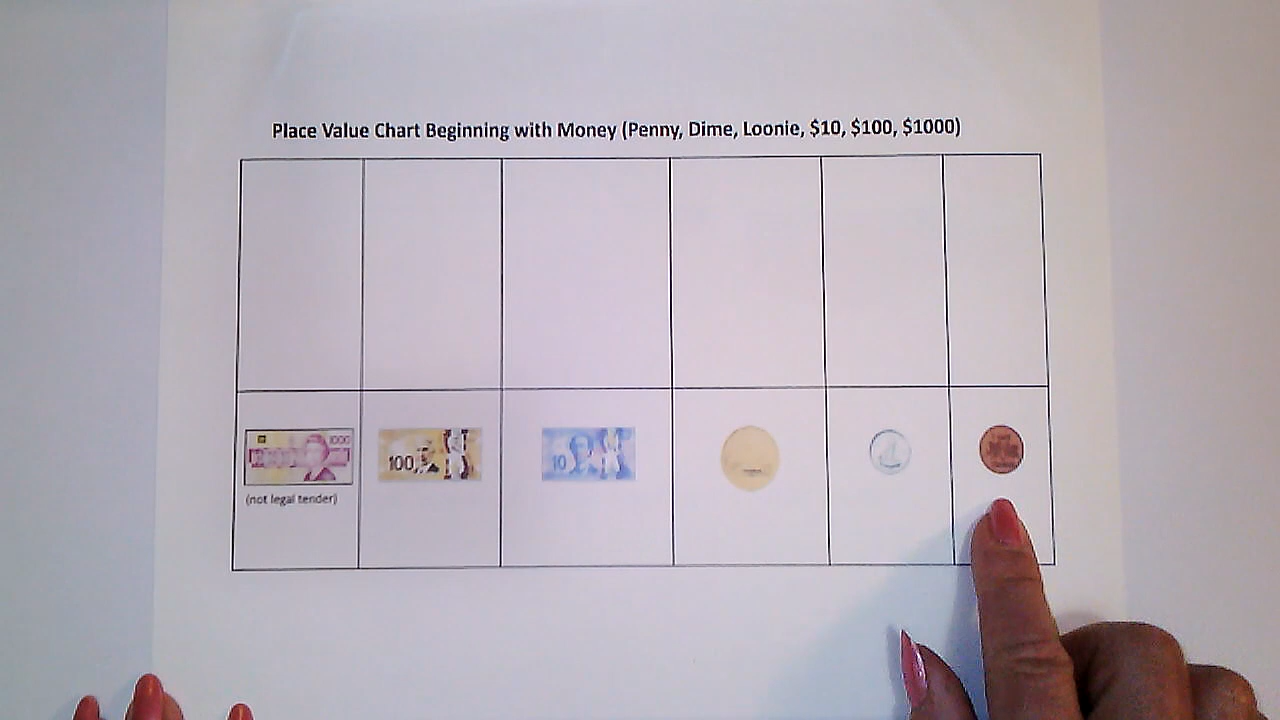 Place Value Chart Beginning with Money (Penny, Dime, Loonie, $10, $100, $1000)
1000
100
10
(not legal tender)